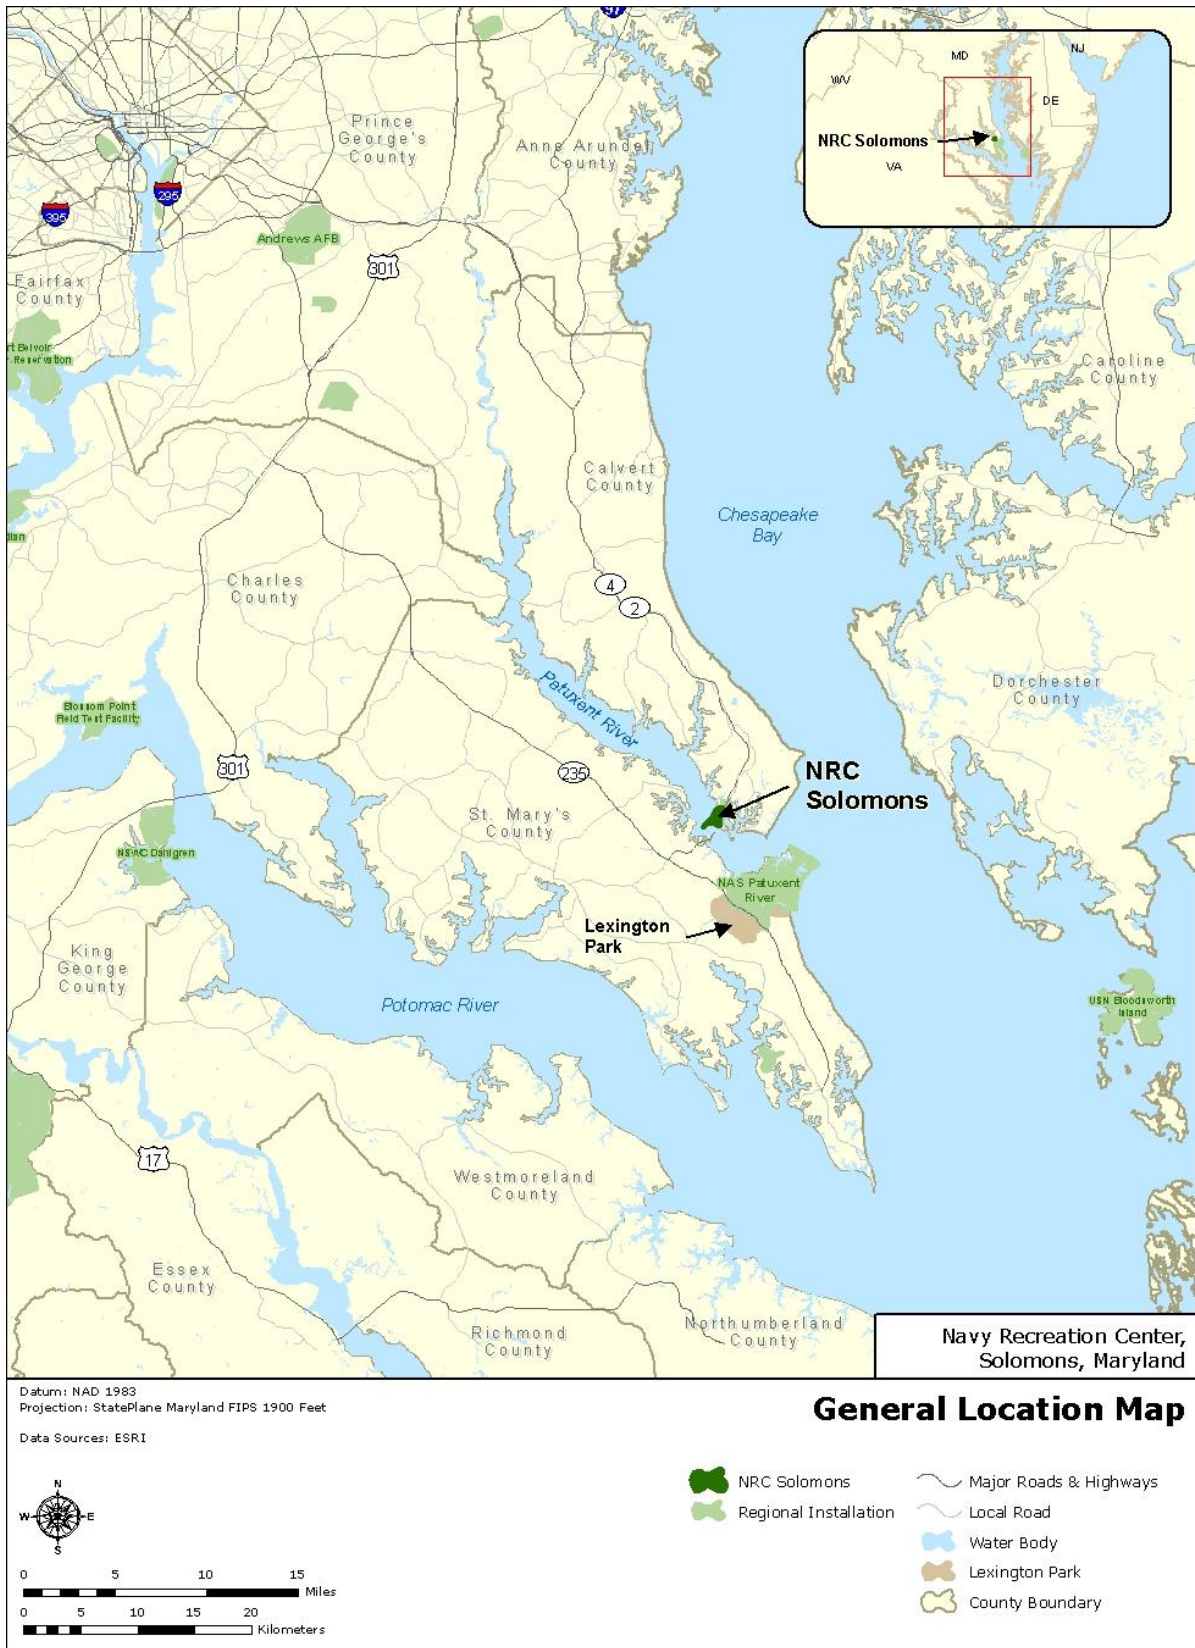 97
MD
NJ
WV
DE
NRC Solomons
VA
Prince
George's
County
Anne Arundel
County
295
395
Andrews AFB
301
Fairfax
County
rt Belvoir
Reservation
Caroline
County
Calvert
County
Chesapeake
Bay
dian
Charles
County
4
2
Dorchester
County
Patuxent River
Blossom Point
Field Test Facility
301
235
NRC
Solomons
St. Mary's
County
NSAC Dahlgren
NAS Patuxent
River
Lexington
Park
King
George
County
Potomac River
USN Bloodsworth
Island
17
Westmoreland
County
Essex
County
Richmond
County
Northumberland
County
Navy Recreation Center,
Solomons, Maryland
Datum: NAD 1983
Projection: StatePlane Maryland FIPS 1900 Feet
Data Sources: ESRI
General Location Map
N
W E
S
0 5 10 15
Miles
0 5 10 15 20
Kilometers
NRC Solomons
Regional Installation
Major Roads & Highways
Local Road
Water Body
Lexington Park
County Boundary